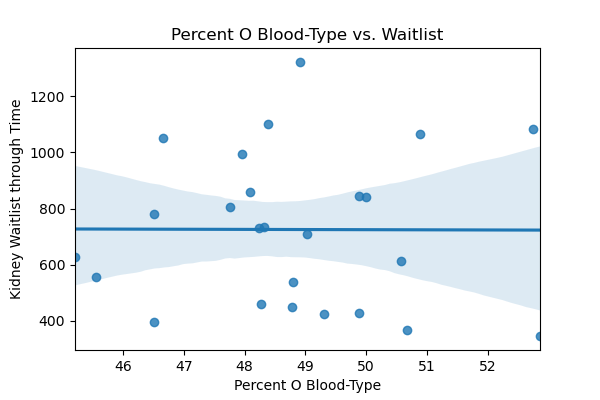 Percent O Blood-Type vs. Waitlist
Kidney Waitlist through Time
1200
1000
800
600
400
46 47 48 49 50 51 52
Percent O Blood-Type